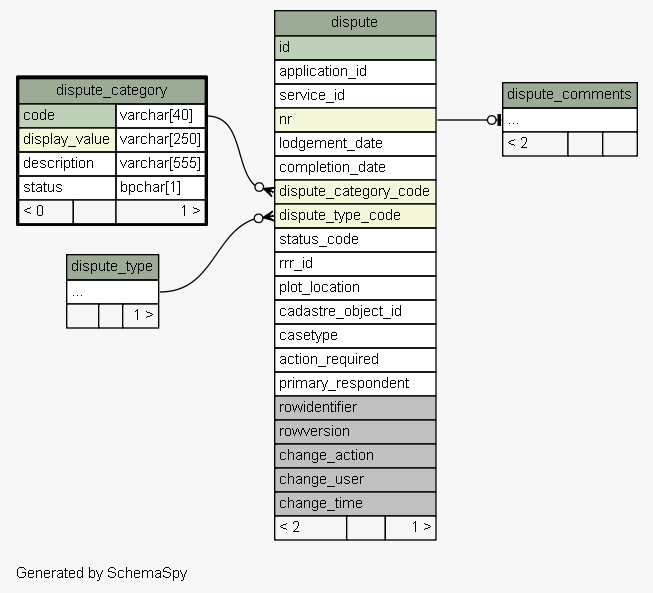 dispute_category
code varchar[40]
display_value varchar[250]
description varchar[555]
status bpchar[1]
< 0 1 >
dispute_type
...
1 >
dispute
id
application_id
service_id
nr
lodgement_date
completion_date
dispute_category_code
dispute_type_code
status_code
rrr_id
plot_location
cadastre_object_id
casetype
action_required
primary_respondent
rowidentifier
rowversion
change_action
change_user
change_time
< 2 1 >
dispute_comments
...
< 2
Generated by SchemaSpy